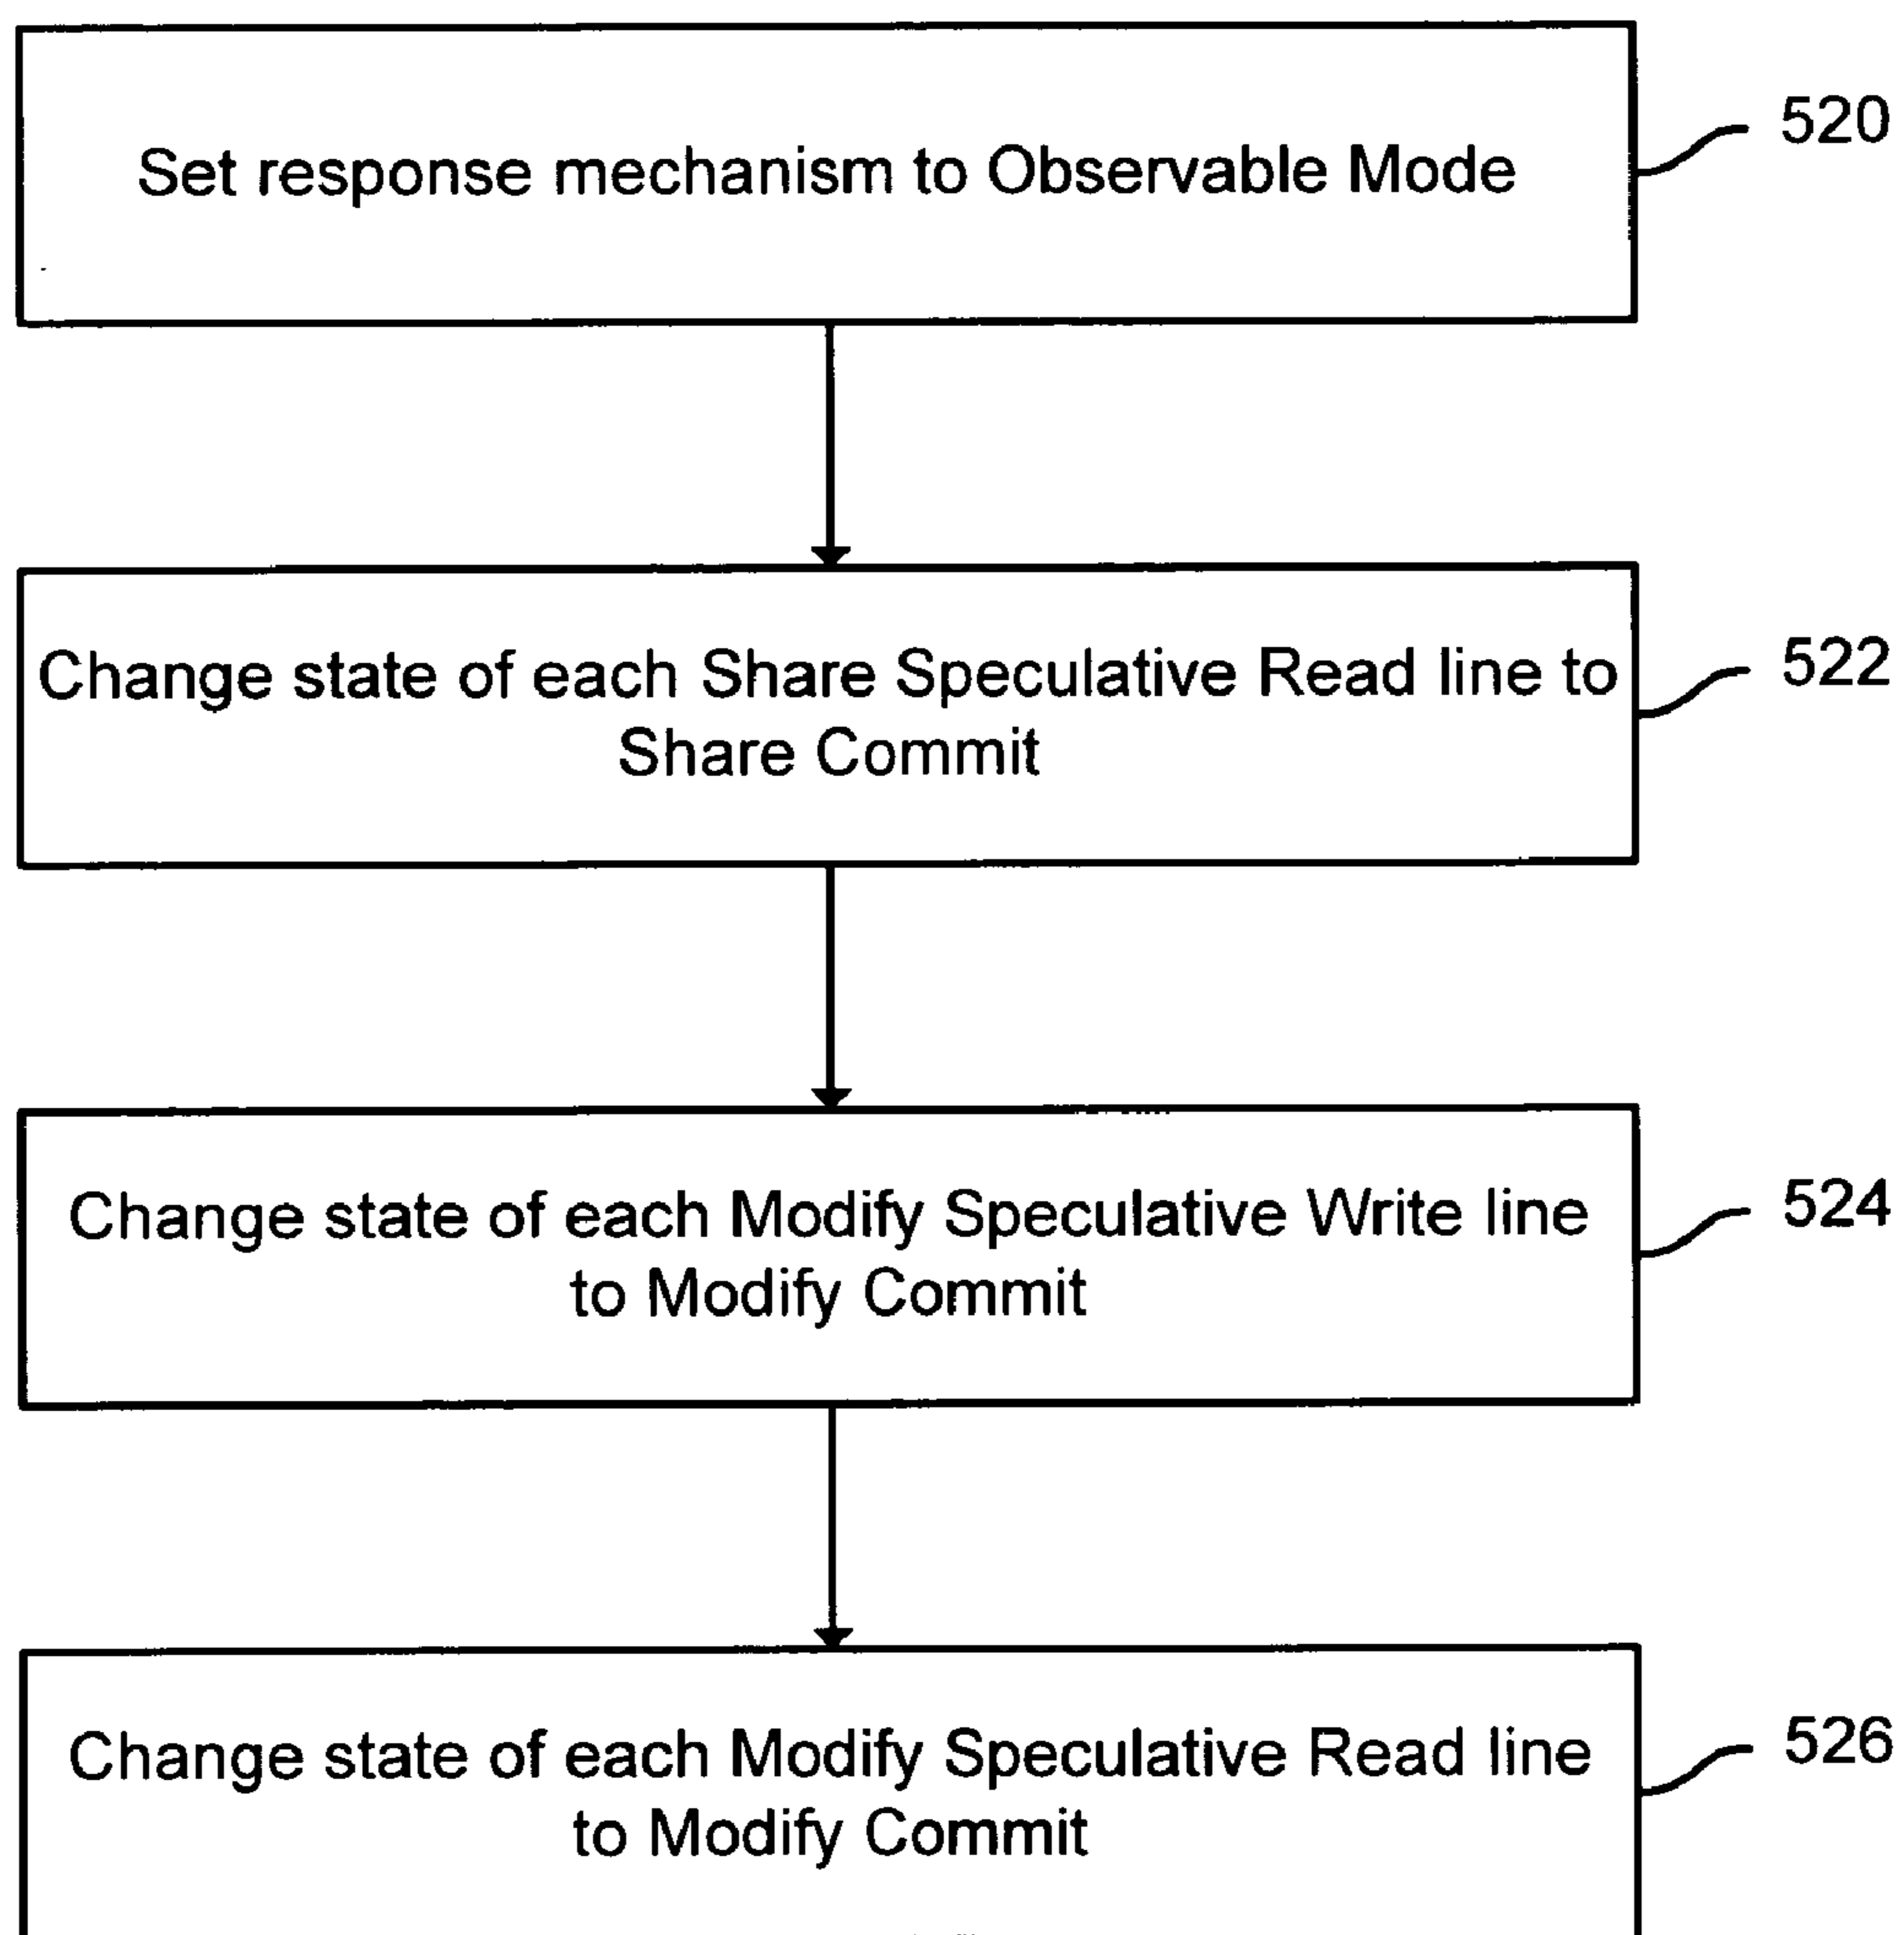 Set response mechanism to Observable Mode
520
Change state of each Share Speculative Read line to
Share Commit
522
Change state of each Modify Speculative Write line
to Modify Commit
524
Change state of each Modify Speculative Read line
to Modify Commit
526